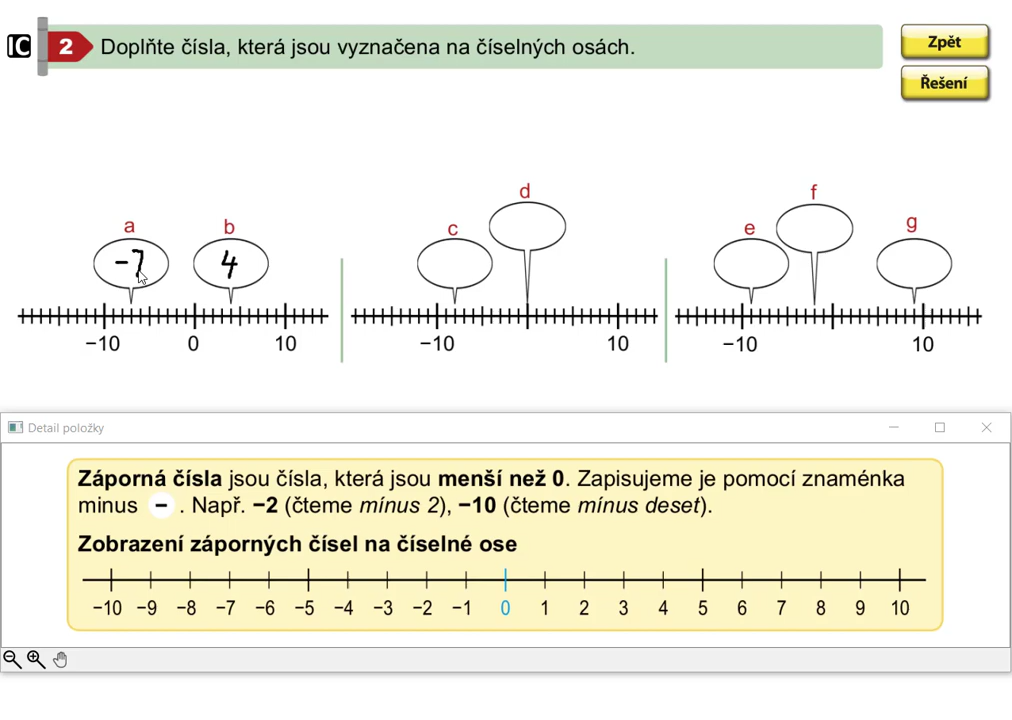 IC 2 Doplňte čísla, která jsou vyznačena na číselných osách.
Zpět
Řešení
a b c d e f g
−7 4
−10 0 10 −10 10 −10 10
Detail položky
Záporná čísla jsou čísla, která jsou menší než 0. Zapisujeme je pomocí znaménka
minus − . Např. −2 (čteme mínus 2), −10 (čteme mínus deset).
Zobrazení záporných čísel na číselné ose
−10 −9 −8 −7 −6 −5 −4 −3 −2 −1 0 1 2 3 4 5 6 7 8 9 10